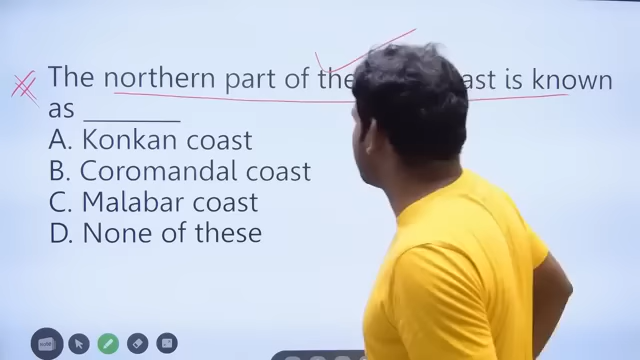 The northern part of the ast is known
as ________
A. Konkan coast
B. Coromandal coast
C. Malabar coast
D. None of these